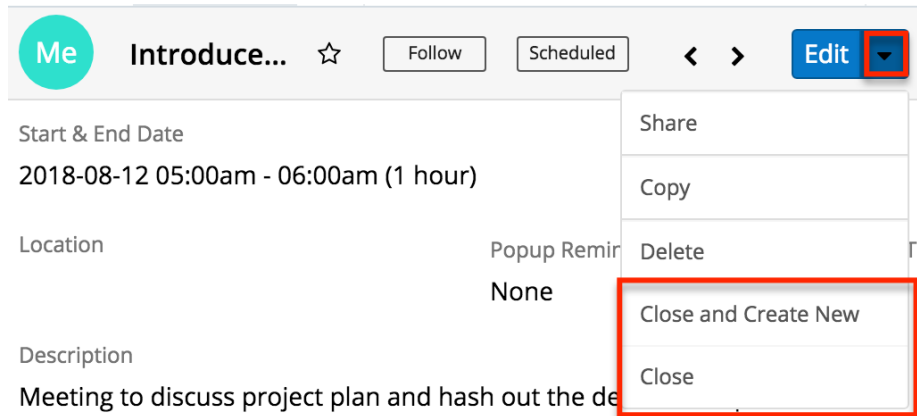 Me Introduce... Follow Scheduled Edit
Share
Start & End Date
2018-08-12 05:00am - 06:00am (1 hour)
Copy
Location
Popup Remin
Delete
None
Close and Create New
Description
Close
Meeting to discuss project plan and hash out the de